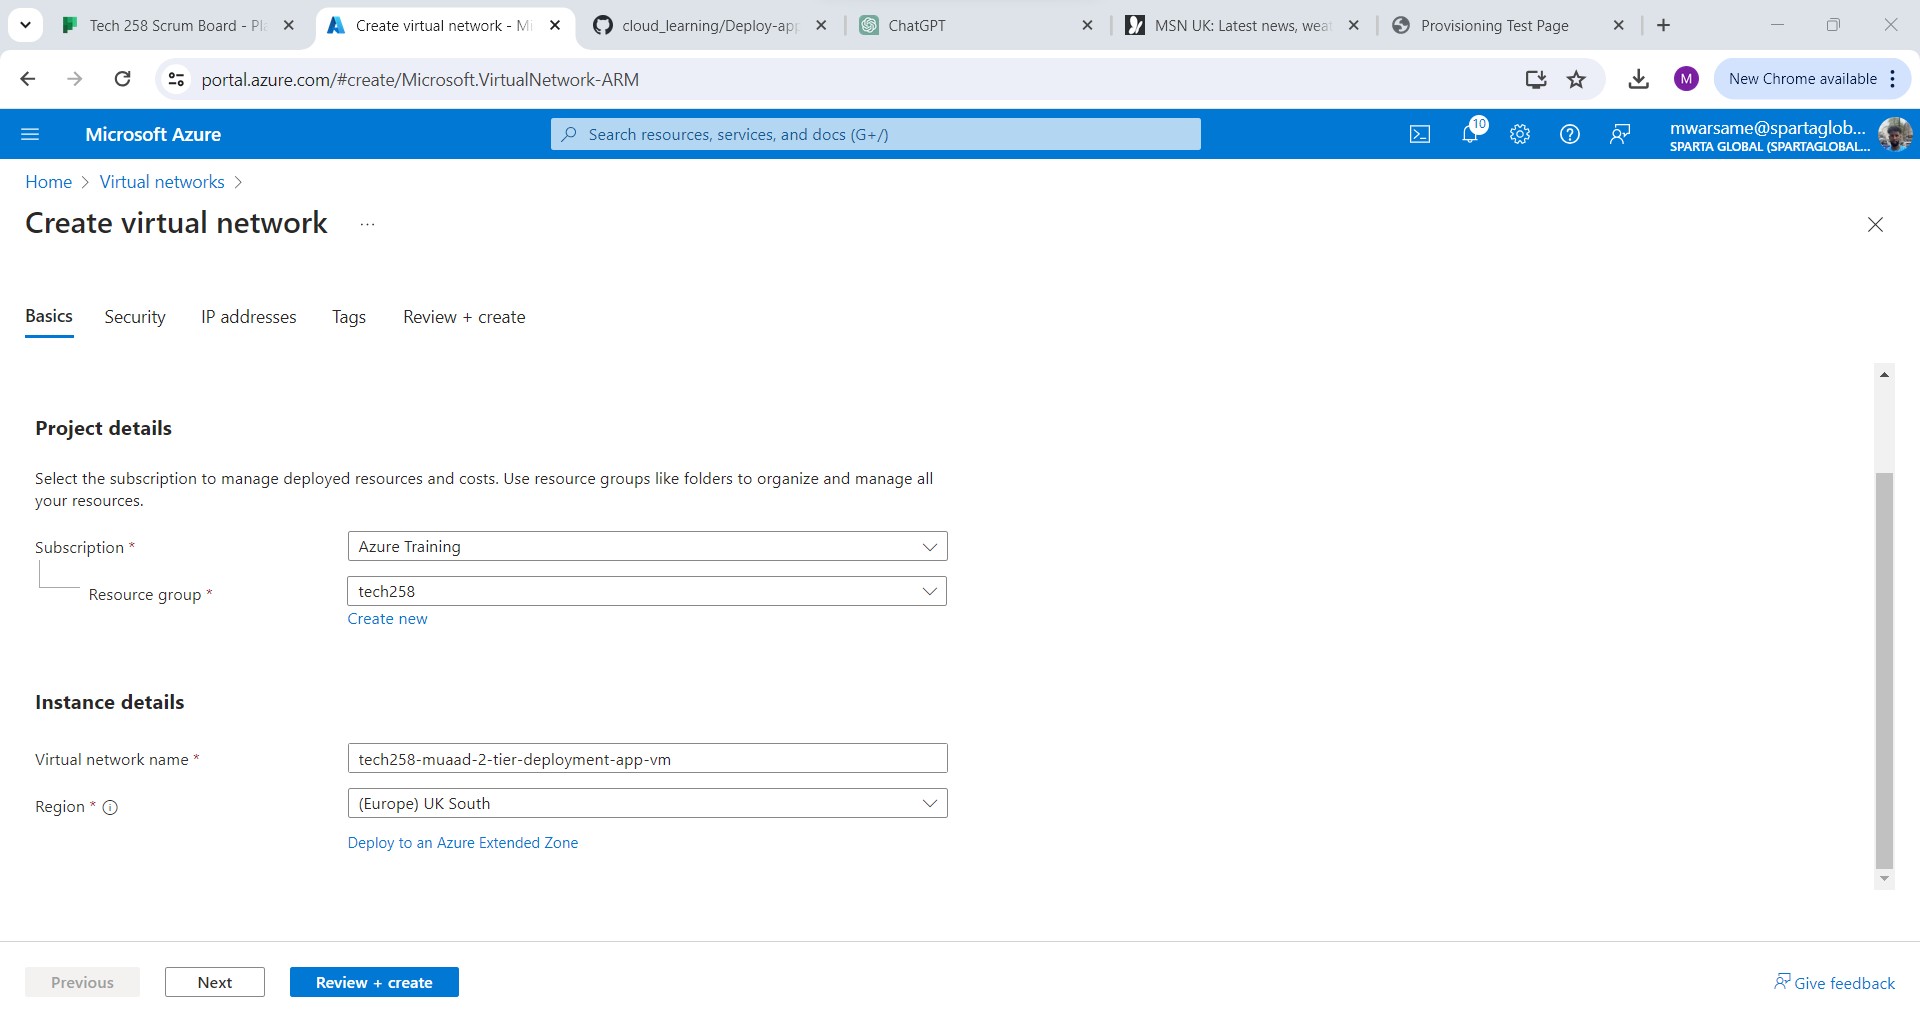 Tech 258 Scrum Board - Pla
Create virtual network - Mi
cloud_learning/Deploy-app
ChatGPT
MSN UK: Latest news, weat
Provisioning Test Page
portal.azure.com/#create/Microsoft.VirtualNetwork-ARM
M
New Chrome available
Microsoft Azure
Search resources, services, and docs (G+/)
10
mwarsame@spartaglob...
SPARTA GLOBAL (SPARTAGLOBAL...
Home > Virtual networks >
Create virtual network ...
Basics
Security
IP addresses
Tags
Review + create
Project details
Select the subscription to manage deployed resources and costs. Use resource groups like folders to organize and manage all
your resources.
Subscription *
Azure Training
Resource group *
tech258
Create new
Instance details
Virtual network name *
tech258-muaad-2-tier-deployment-app-vm
Region *
(Europe) UK South
Deploy to an Azure Extended Zone
Previous
Next
Review + create
Give feedback